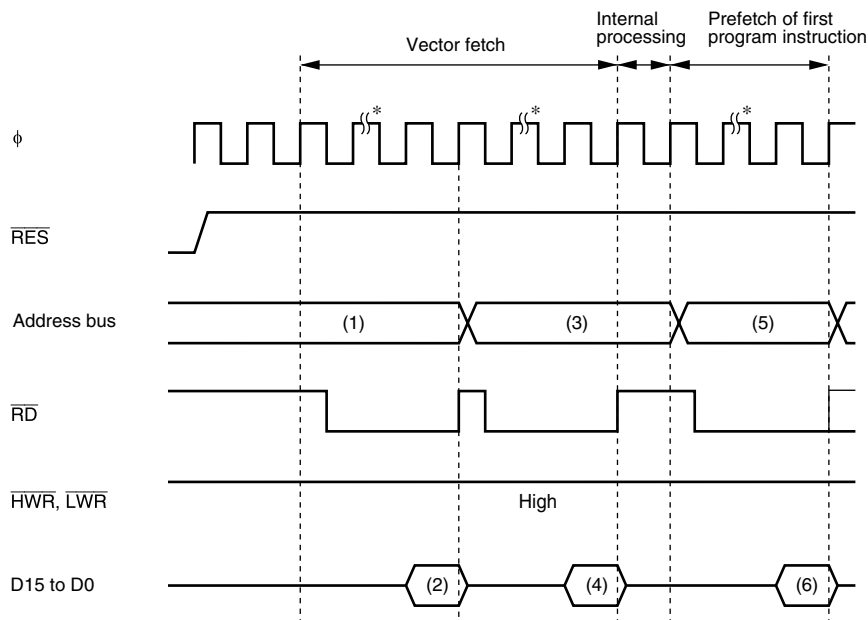 Vector fetch
Internal
processing
Prefetch of first
program instruction
*
*
*
ϕ
RES
Address bus
(1)
(3)
(5)
RD
HWR, LWR
High
D15 to D0
(2)
(4)
(6)